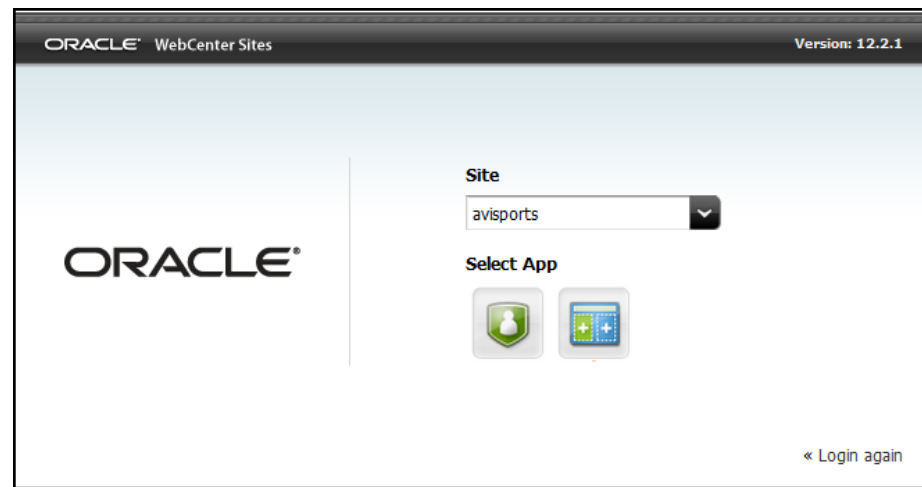 ORACLE® WebCenter Sites
Version: 12.2.1
Site
avisports
ORACLE®
Select App
« Login again